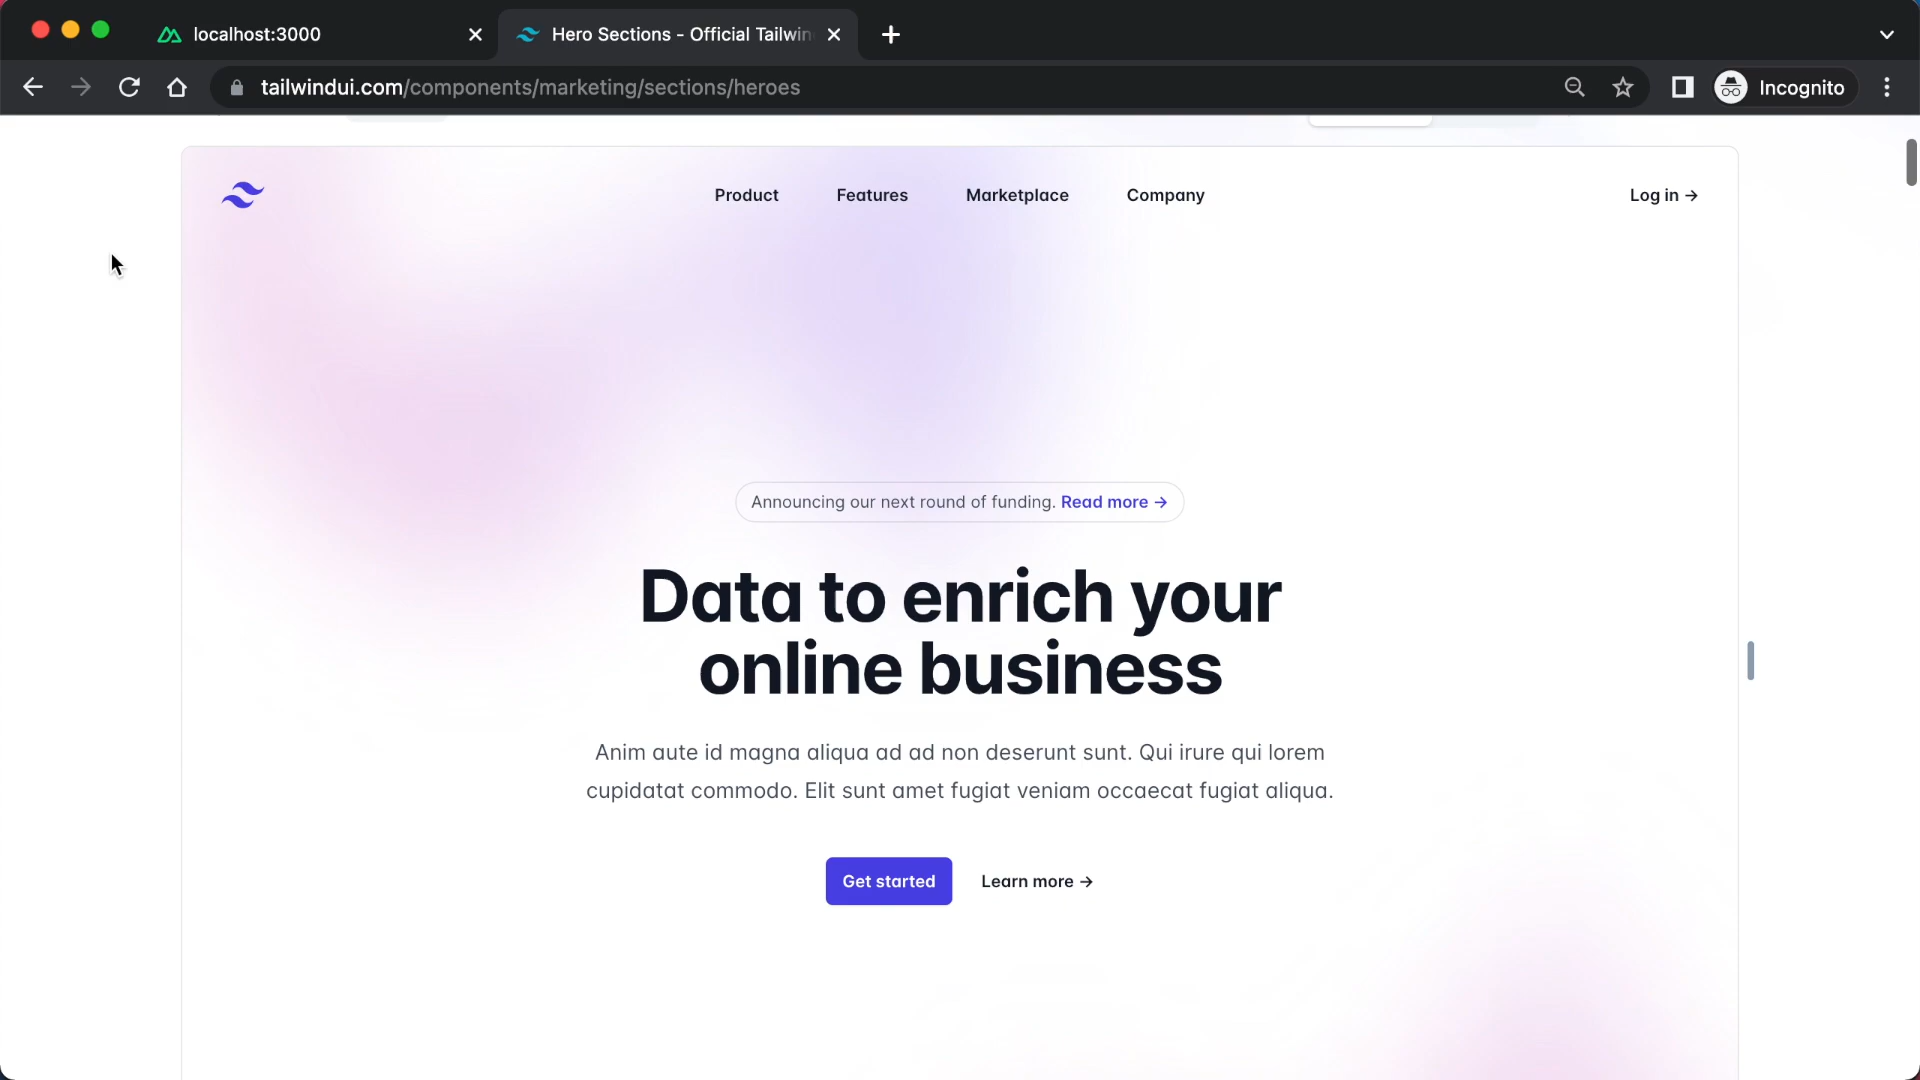 localhost:3000
Hero Sections - Official Tailwin
tailwindui.com/components/marketing/sections/heroes
Incognito
Product
Features
Marketplace
Company
Log in →
Announcing our next round of funding. Read more →
Data to enrich your
online business
Anim aute id magna aliqua ad ad non deserunt sunt. Qui irure qui lorem
cupidatat commodo. Elit sunt amet fugiat veniam occaecat fugiat aliqua.
Get started
Learn more →